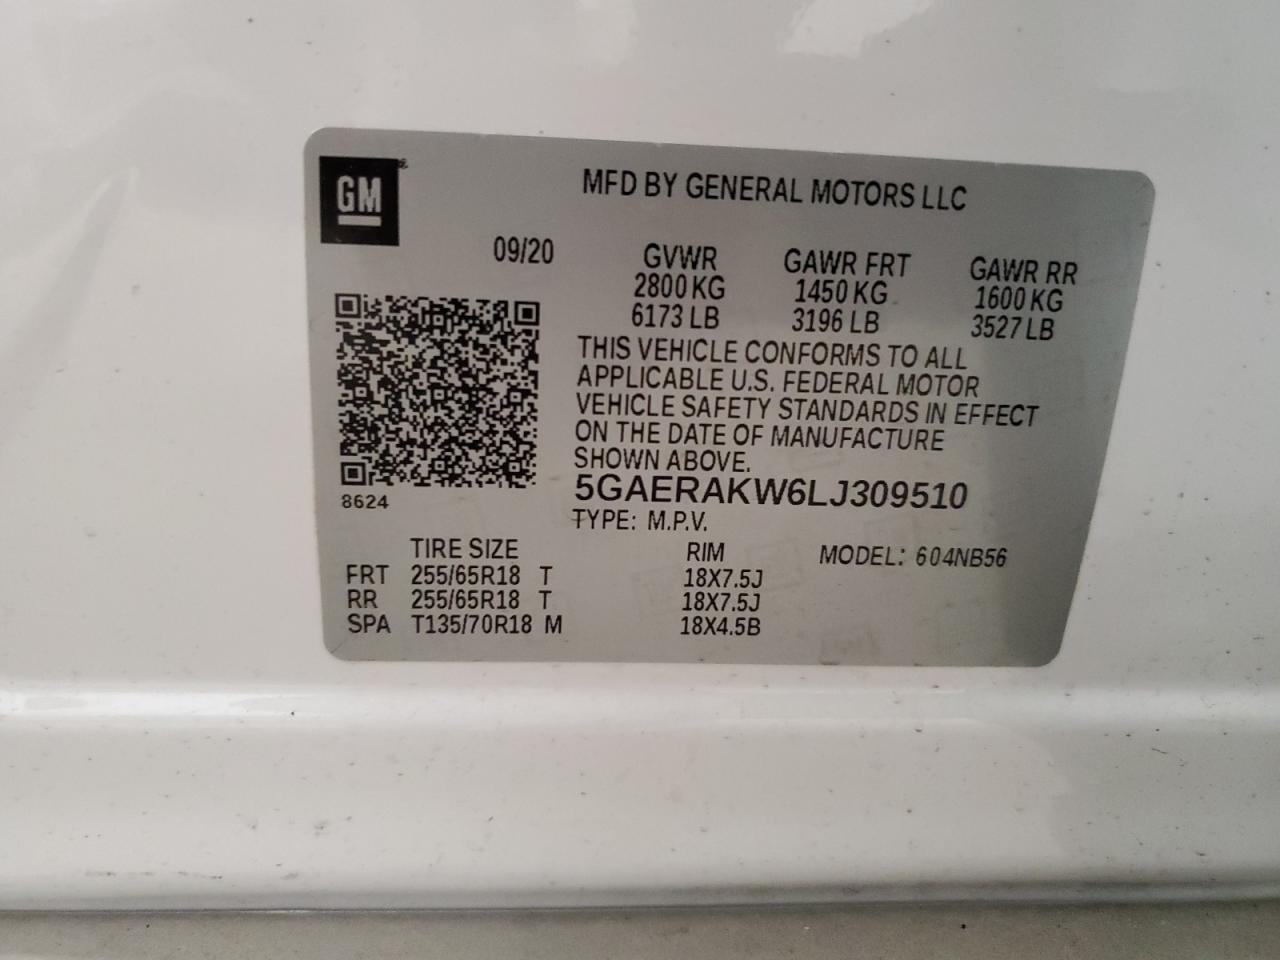 GM
MFD BY GENERAL MOTORS LLC
09/20 GVWR GAWR FRT GAWR RR
2800 KG 1450 KG 1600 KG
6173 LB 3196 LB 3527 LB
THIS VEHICLE CONFORMS TO ALL
APPLICABLE U.S. FEDERAL MOTOR
VEHICLE SAFETY STANDARDS IN EFFECT
ON THE DATE OF MANUFACTURE
SHOWN ABOVE.
8624 5GAERAKW6LJ309510
TYPE: M.P.V.
TIRE SIZE RIM MODEL: 604NB56
FRT 255/65R18 T 18X7.5J
RR 255/65R18 T 18X7.5J
SPA T135/70R18 M 18X4.5B